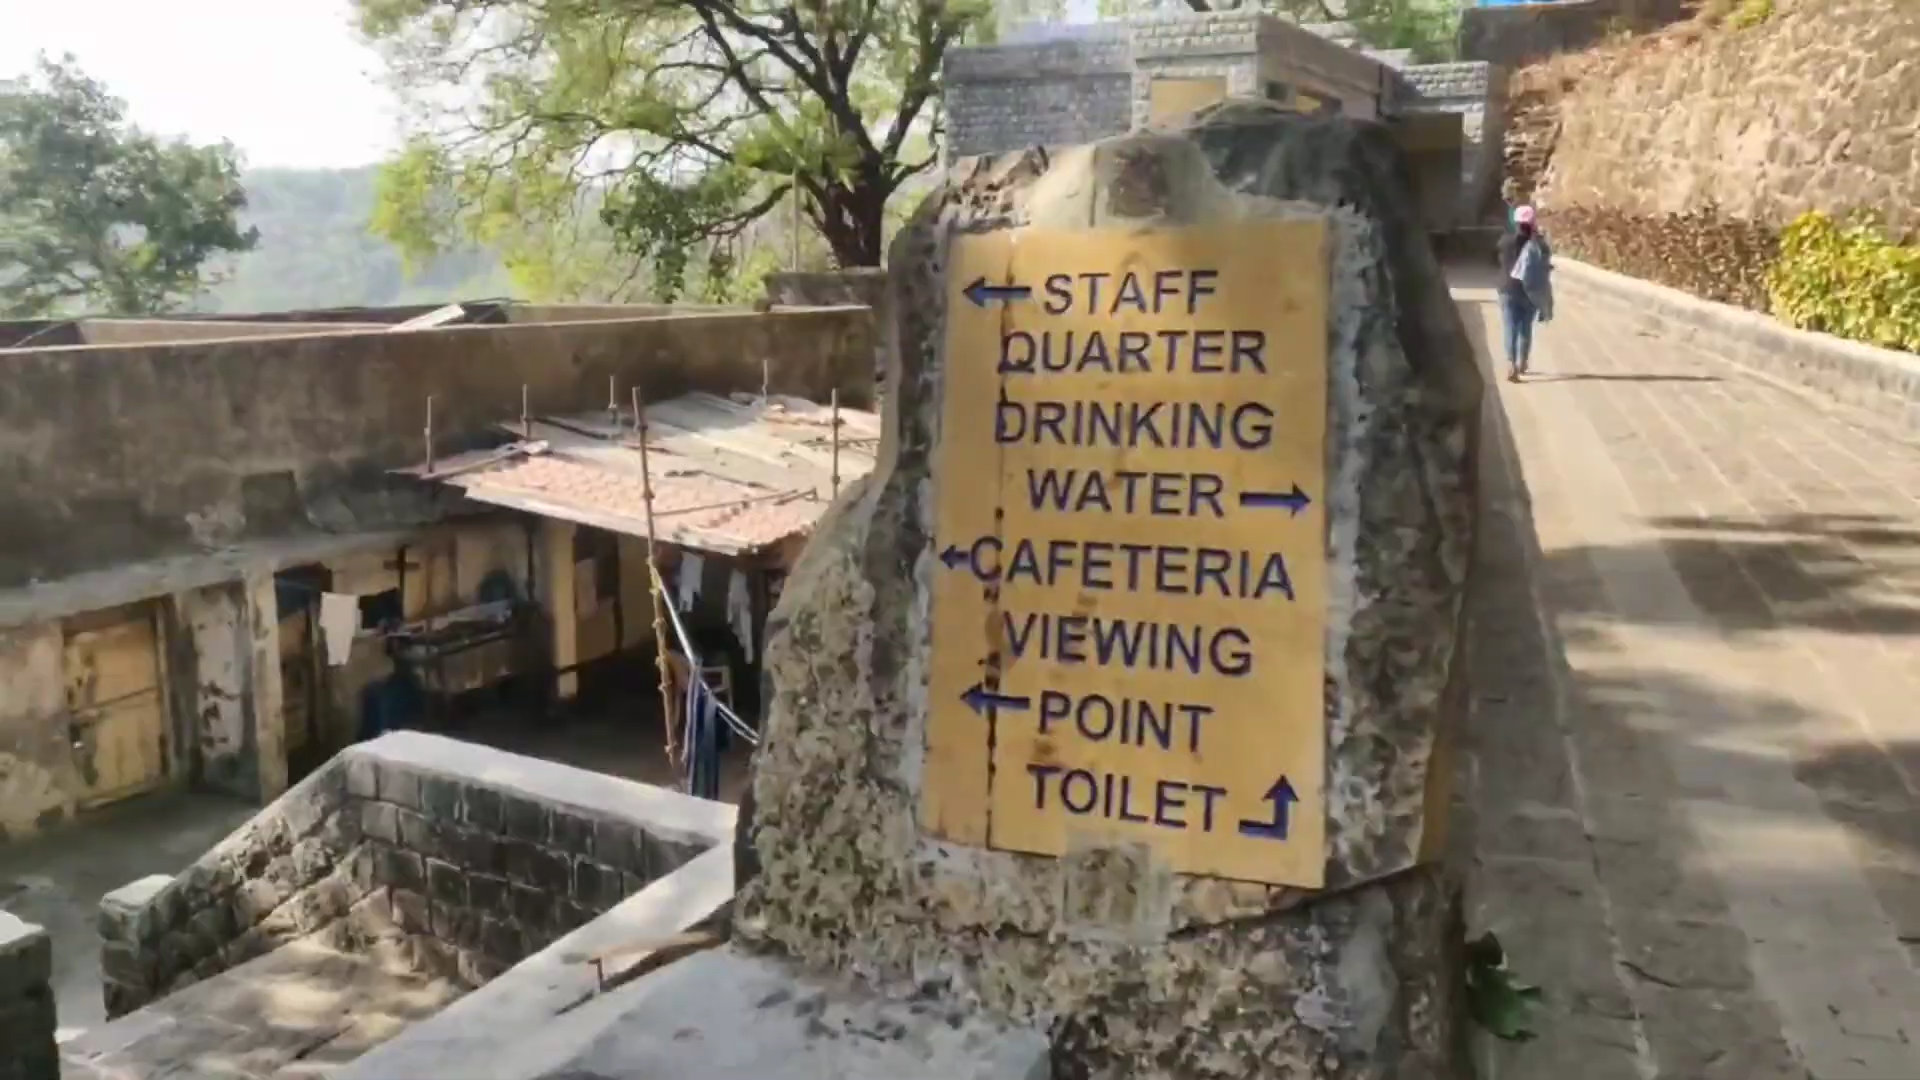 ← STAFF
QUARTER
DRINKING
WATER →
← CAFETERIA
VIEWING
← POINT
TOILET ↑